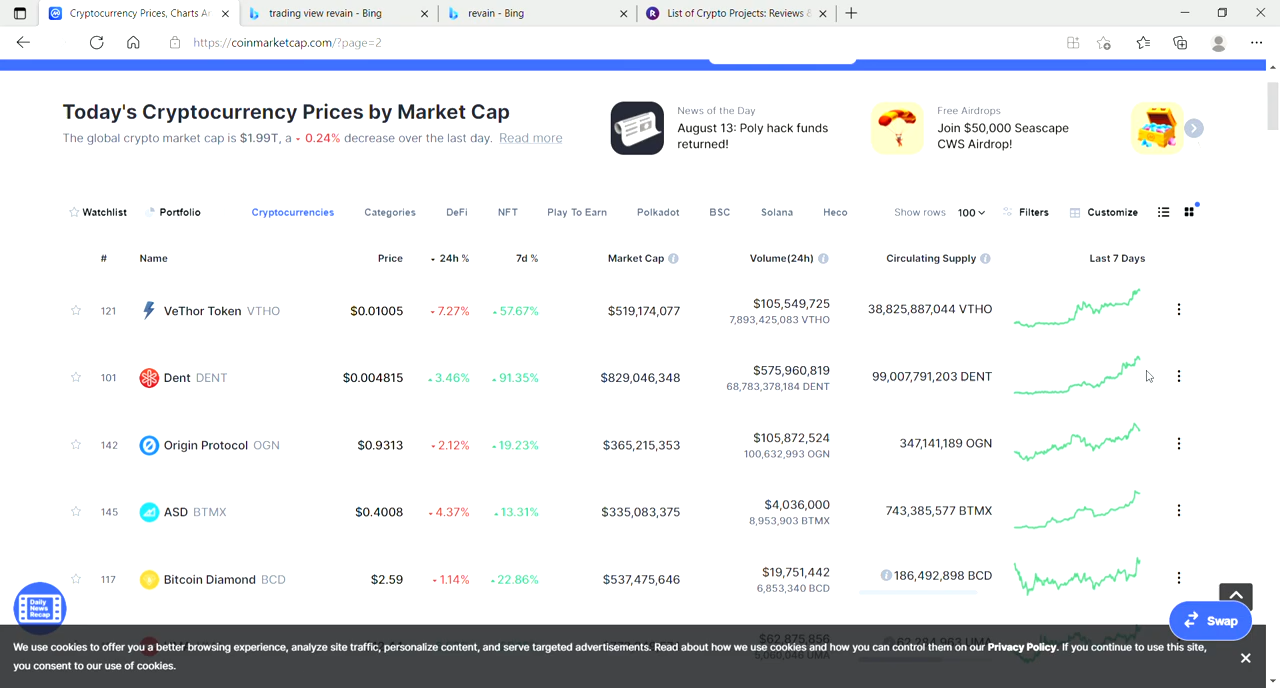 Cryptocurrency Prices, Charts Ar
trading view revain - Bing
revain - Bing
List of Crypto Projects: Reviews &
https://coinmarketcap.com/?page=2
Today's Cryptocurrency Prices by Market Cap
The global crypto market cap is $1.99T, a 0.24% decrease over the last day. Read more
News of the Day
August 13: Poly hack funds
returned!
Free Airdrops
Join $50,000 Seascape
CWS Airdrop!
Watchlist Portfolio Cryptocurrencies Categories DeFi NFT Play To Earn Polkadot BSC Solana Heco Show rows 100 Filters Customize
# Name Price 24h % 7d % Market Cap Volume(24h) Circulating Supply Last 7 Days
121 VeThor Token VTHO $0.01005 7.27% 57.67% $519,174,077 $105,549,725 38,825,887,044 VTHO
7,893,425,083 VTHO
101 Dent DENT $0.004815 3.46% 91.35% $829,046,348 $575,960,819 99,007,791,203 DENT
68,783,378,184 DENT
142 Origin Protocol OGN $0.9313 2.12% 19.23% $365,215,353 $105,872,524 347,141,189 OGN
100,632,993 OGN
145 ASD BTMX $0.4008 4.37% 13.31% $335,083,375 $4,036,000 743,385,577 BTMX
8,953,903 BTMX
117 Bitcoin Diamond BCD $2.59 1.14% 22.86% $537,475,646 $19,751,442 186,492,898 BCD
6,853,340 BCD
Daily
News
Recap
Swap
$62,875,856 62,284,963 UMA
We use cookies to offer you a better browsing experience, analyze site traffic, personalize content, and serve targeted advertisements. Read about how we use cookies and how you can control them on our Privacy Policy. If you continue to use this site,
you consent to our use of cookies.